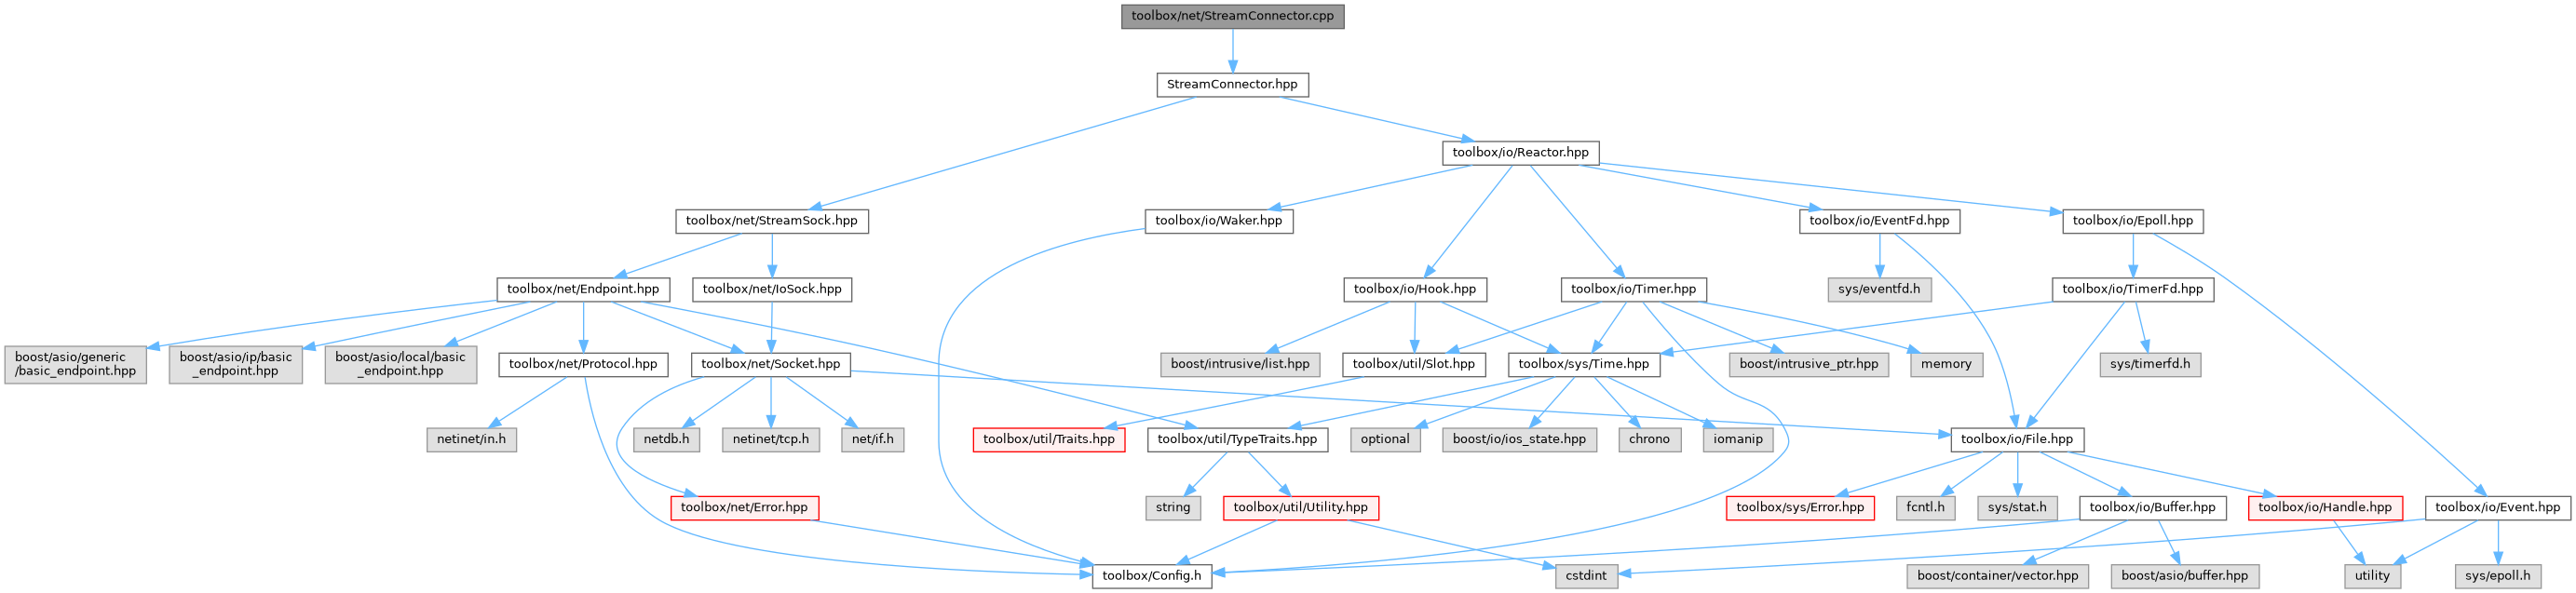 toolbox/net/StreamConnector.cpp
StreamConnector.hpp
toolbox/io/Reactor.hpp
toolbox/net/StreamSock.hpp
toolbox/io/Waker.hpp
toolbox/io/EventFd.hpp
toolbox/io/Epoll.hpp
toolbox/net/Endpoint.hpp
toolbox/net/IoSock.hpp
toolbox/io/Hook.hpp
toolbox/io/Timer.hpp
sys/eventfd.h
toolbox/io/TimerFd.hpp
boost/asio/generic
/basic_endpoint.hpp
boost/asio/ip/basic
_endpoint.hpp
boost/asio/local/basic
_endpoint.hpp
toolbox/net/Protocol.hpp
toolbox/net/Socket.hpp
boost/intrusive/list.hpp
toolbox/util/Slot.hpp
toolbox/sys/Time.hpp
boost/intrusive_ptr.hpp
memory
sys/timerfd.h
netinet/in.h
netdb.h
netinet/tcp.h
net/if.h
toolbox/util/Traits.hpp
toolbox/util/TypeTraits.hpp
optional
boost/io/ios_state.hpp
chrono
iomanip
toolbox/io/File.hpp
toolbox/net/Error.hpp
string
toolbox/util/Utility.hpp
toolbox/sys/Error.hpp
fcntl.h
sys/stat.h
toolbox/io/Buffer.hpp
toolbox/io/Handle.hpp
toolbox/io/Event.hpp
toolbox/Config.h
cstdint
boost/container/vector.hpp
boost/asio/buffer.hpp
utility
sys/epoll.h